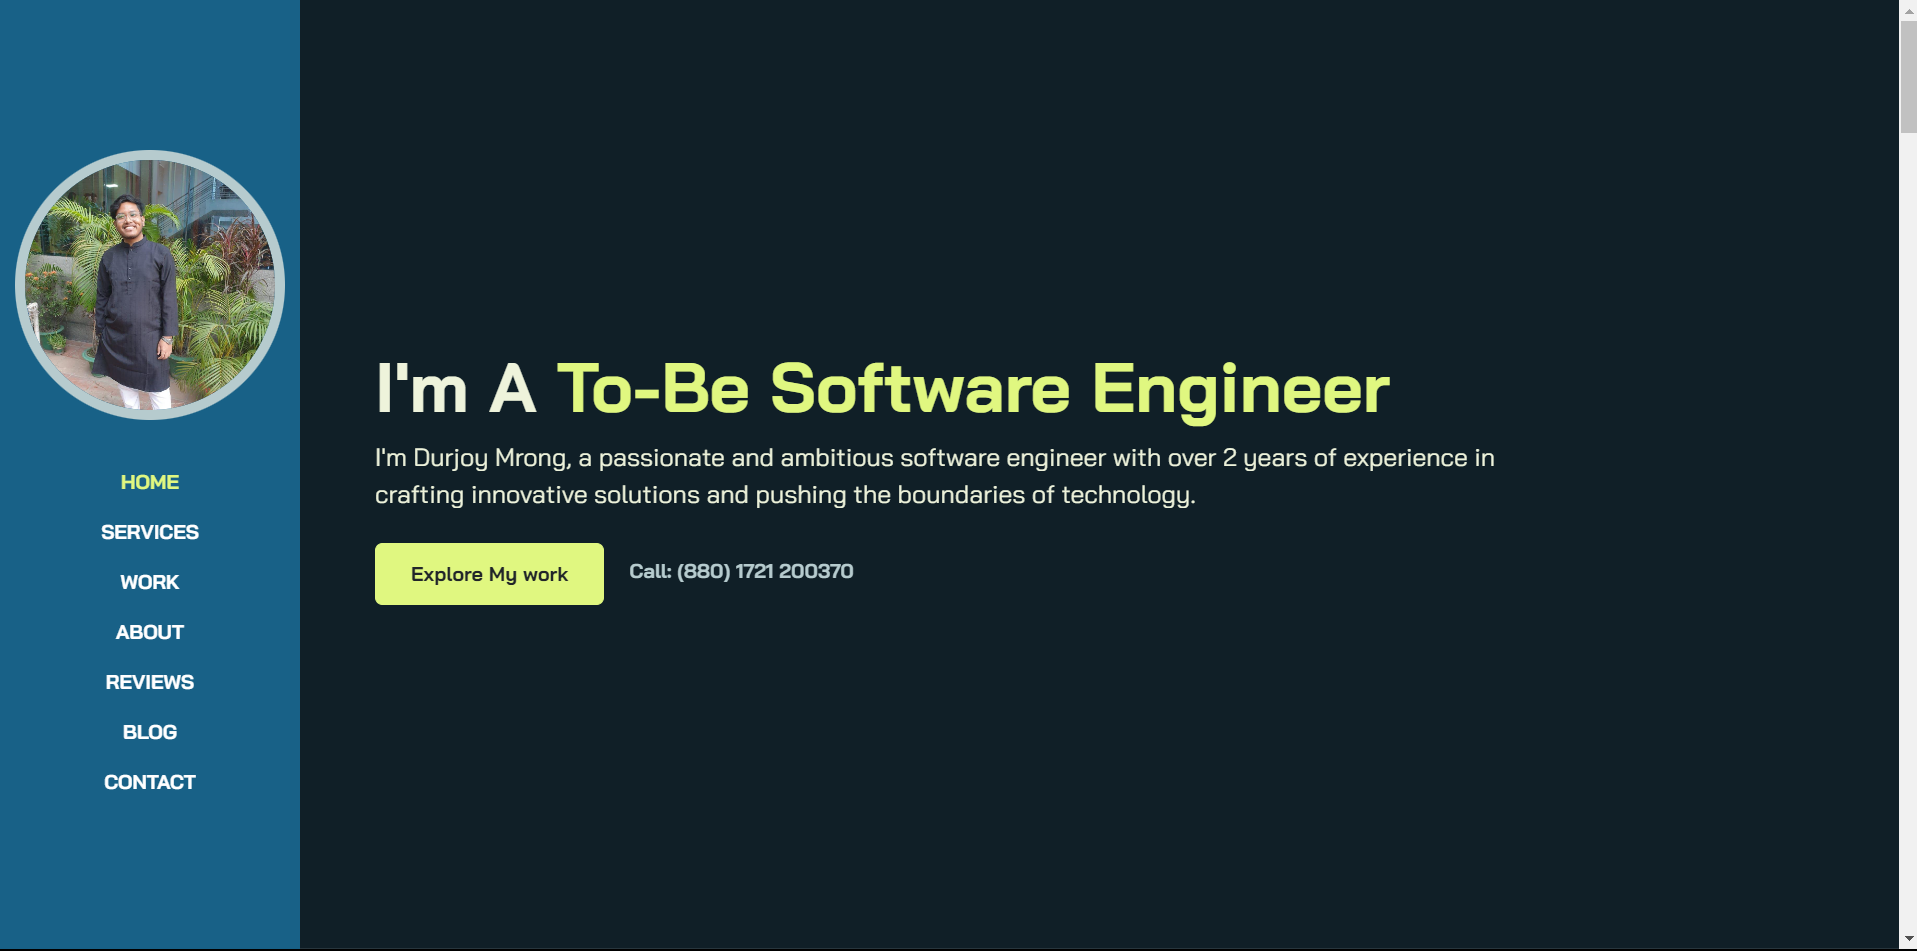 HOME
SERVICES
WORK
ABOUT
REVIEWS
BLOG
CONTACT
I'm A To-Be Software Engineer
I'm Durjoy Mrong, a passionate and ambitious software engineer with over 2 years of experience in
crafting innovative solutions and pushing the boundaries of technology.
Explore My work
Call: (880) 1721 200370